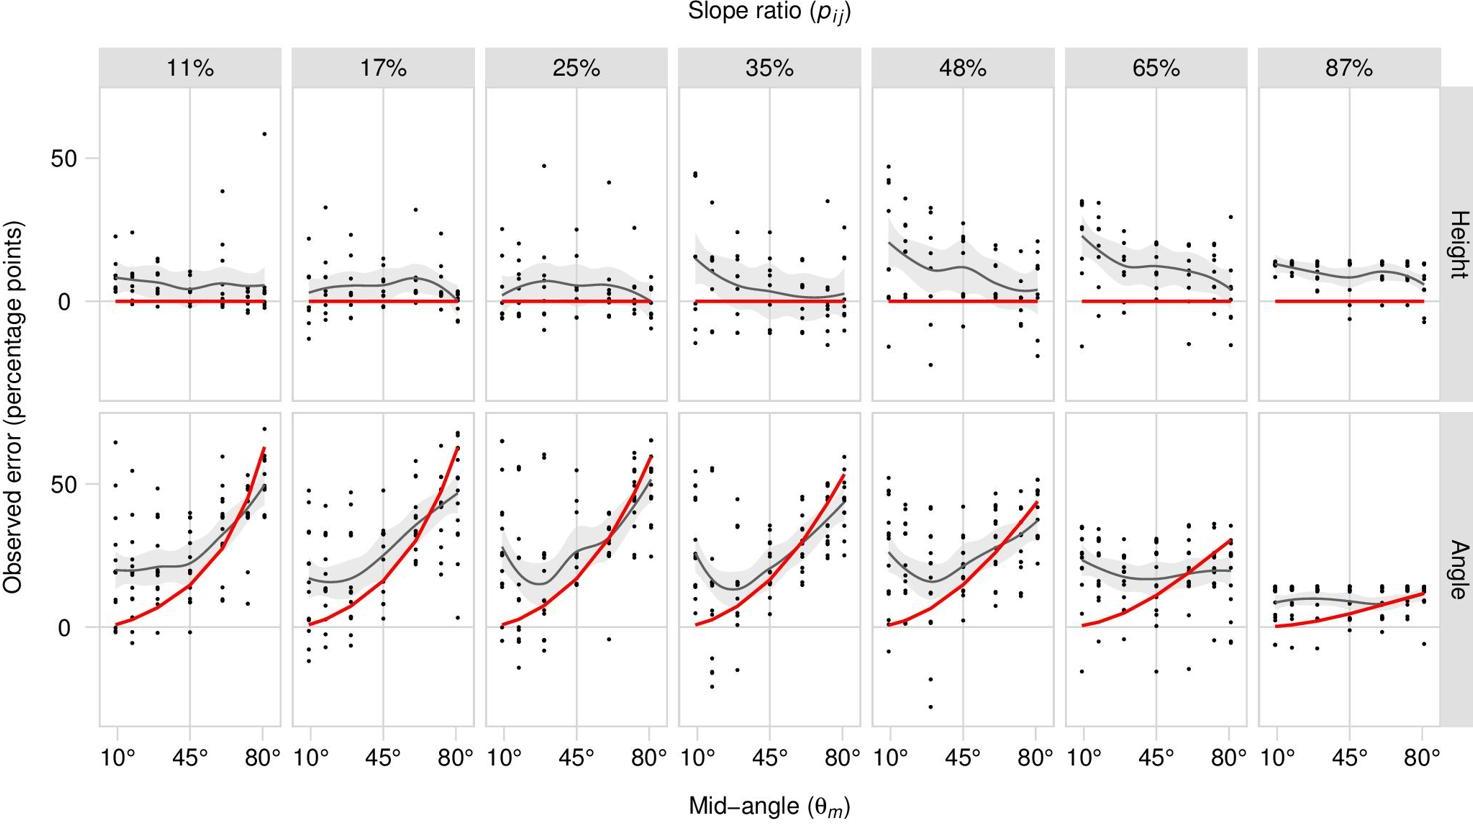 Slope ratio (pij)
11% 17% 25% 35% 48% 65% 87%
50
0
Height
Observed error (percentage points)
50
0
Angle
10° 45° 80° 10° 45° 80° 10° 45° 80° 10° 45° 80° 10° 45° 80° 10° 45° 80° 10° 45° 80°
Mid−angle (θm)